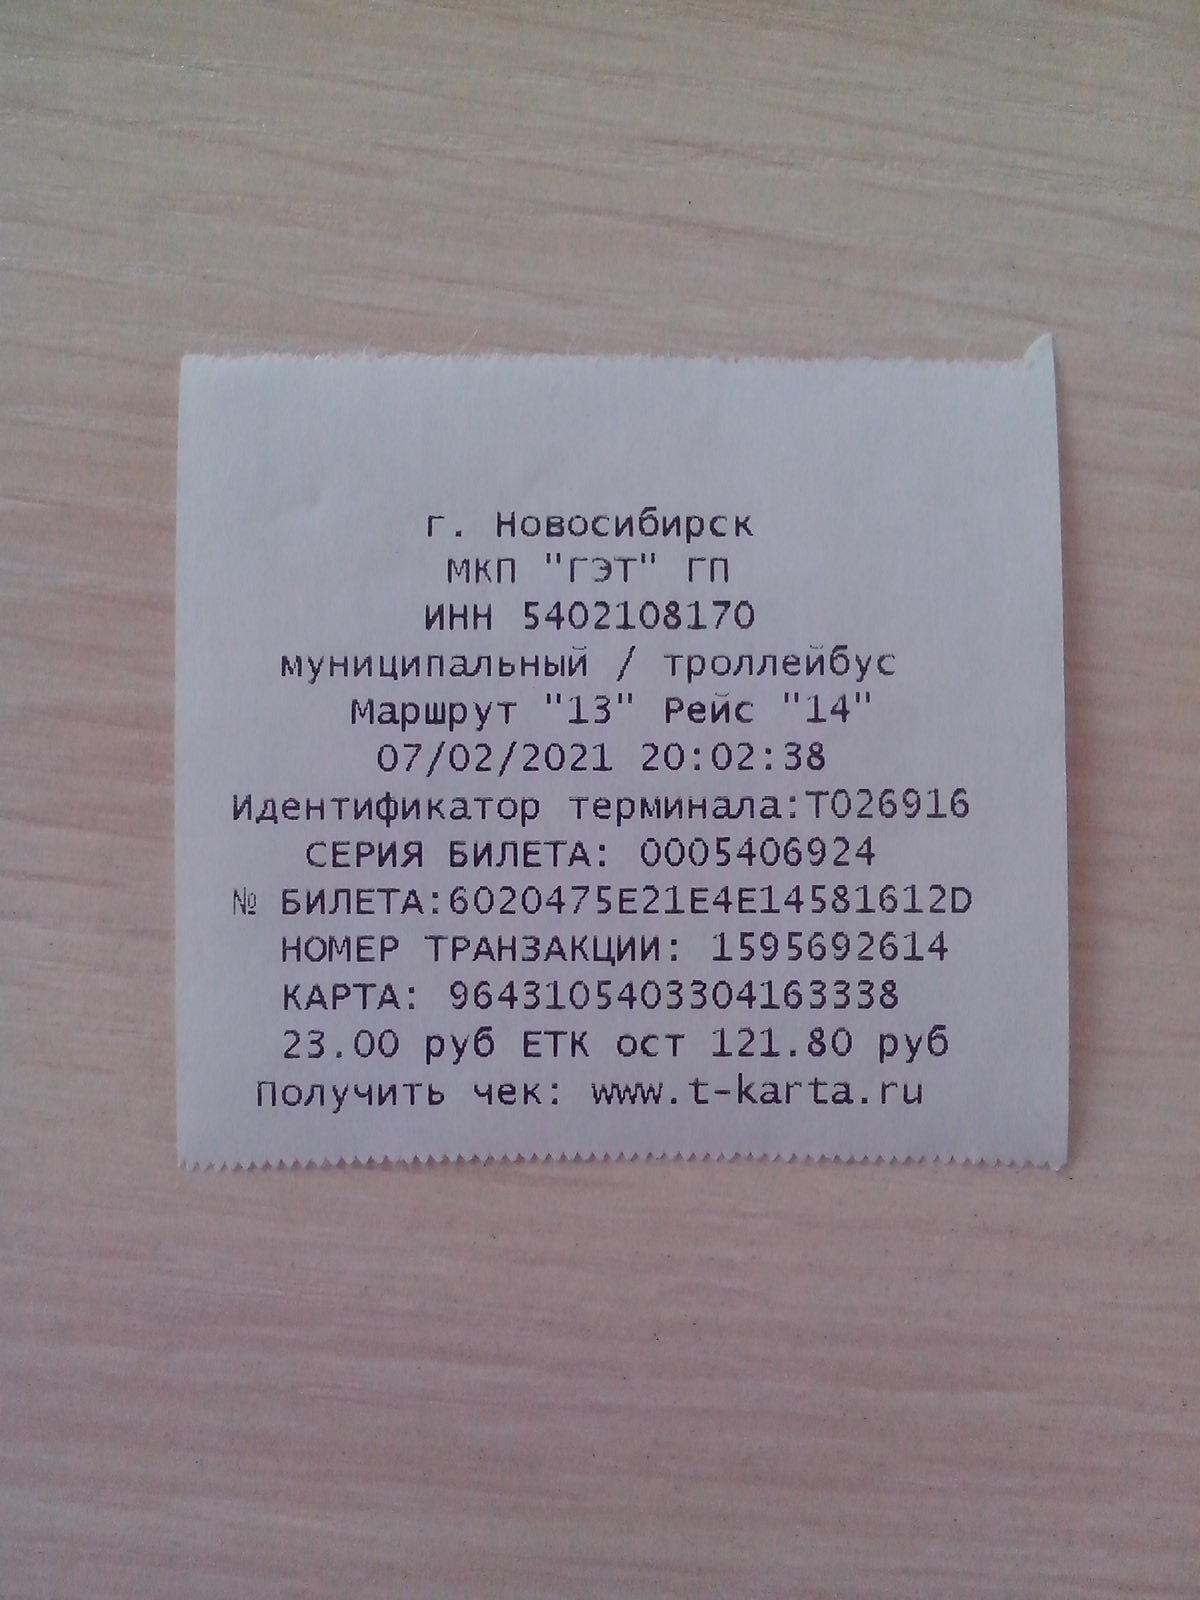 г. Новосибирск
МКП "ГЭТ" ГП
ИНН 5402108170
муниципальный / троллейбус
Маршрут "13" Рейс "14"
07/02/2021 20:02:38
Идентификатор терминала:Т026916
СЕРИЯ БИЛЕТА: 0005406924
№ БИЛЕТА:6020475E21E4E14581612D
НОМЕР ТРАНЗАКЦИИ: 1595692614
КАРТА: 9643105403304163338
23.00 руб ЕТК ост 121.80 руб
Получить чек: www.t-karta.ru